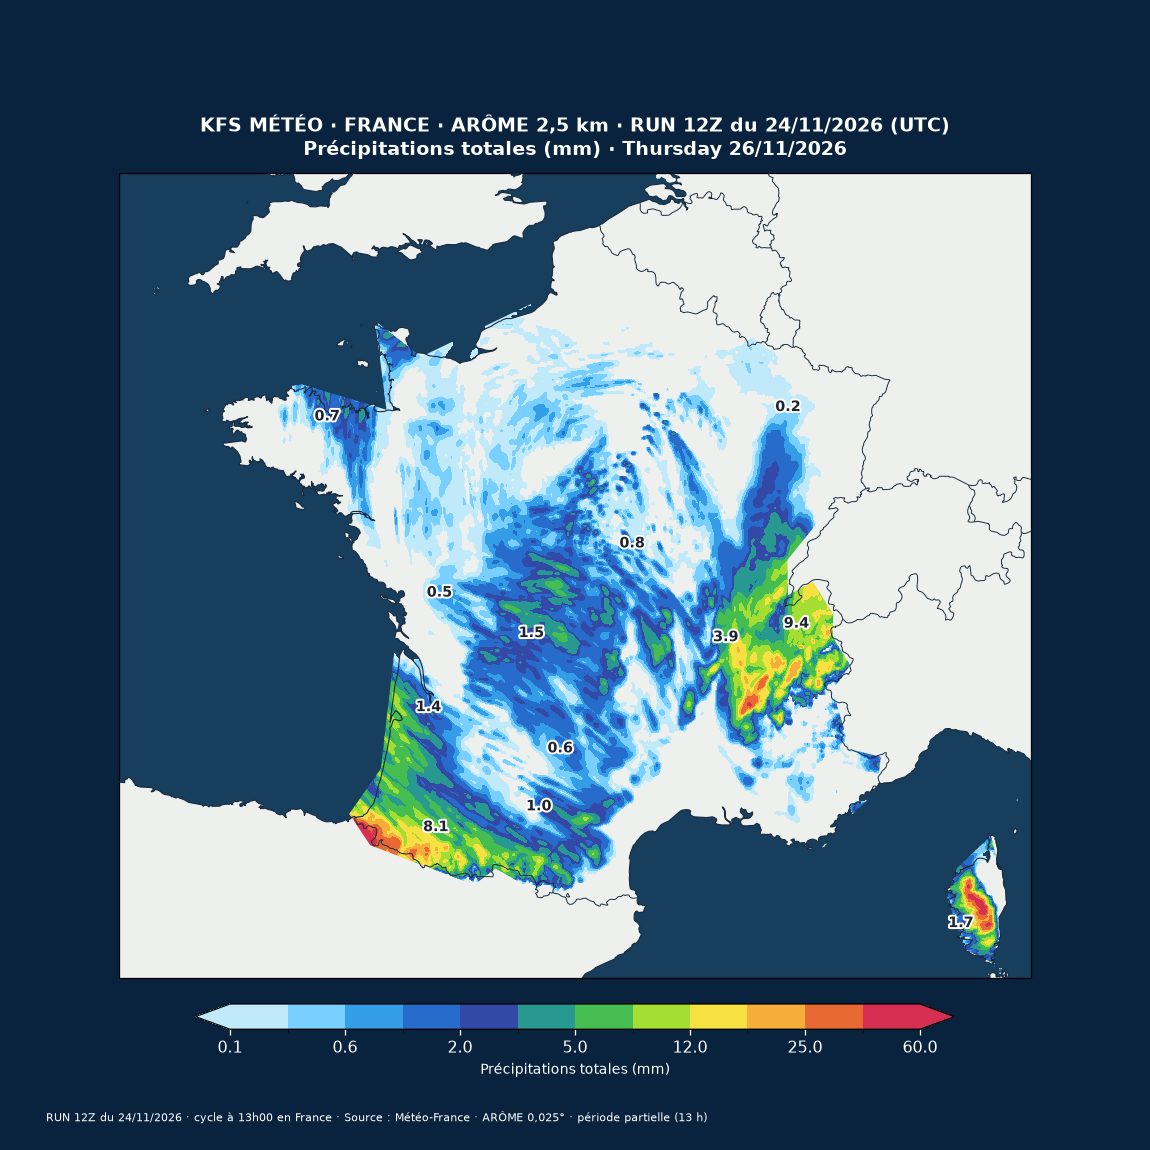 KFS MÉTÉO · FRANCE · ARÔME 2,5 km · RUN 12Z du 24/11/2026 (UTC)
Précipitations totales (mm) · Thursday 26/11/2026
0.2
0.7
0.8
0.5
9.4
1.5
3.9
1.4
0.6
1.0
8.1
1.7
0.1 0.6 2.0 5.0 12.0 25.0 60.0
Précipitations totales (mm)
RUN 12Z du 24/11/2026 · cycle à 13h00 en France · Source : Météo-France · ARÔME 0,025° · période partielle (13 h)